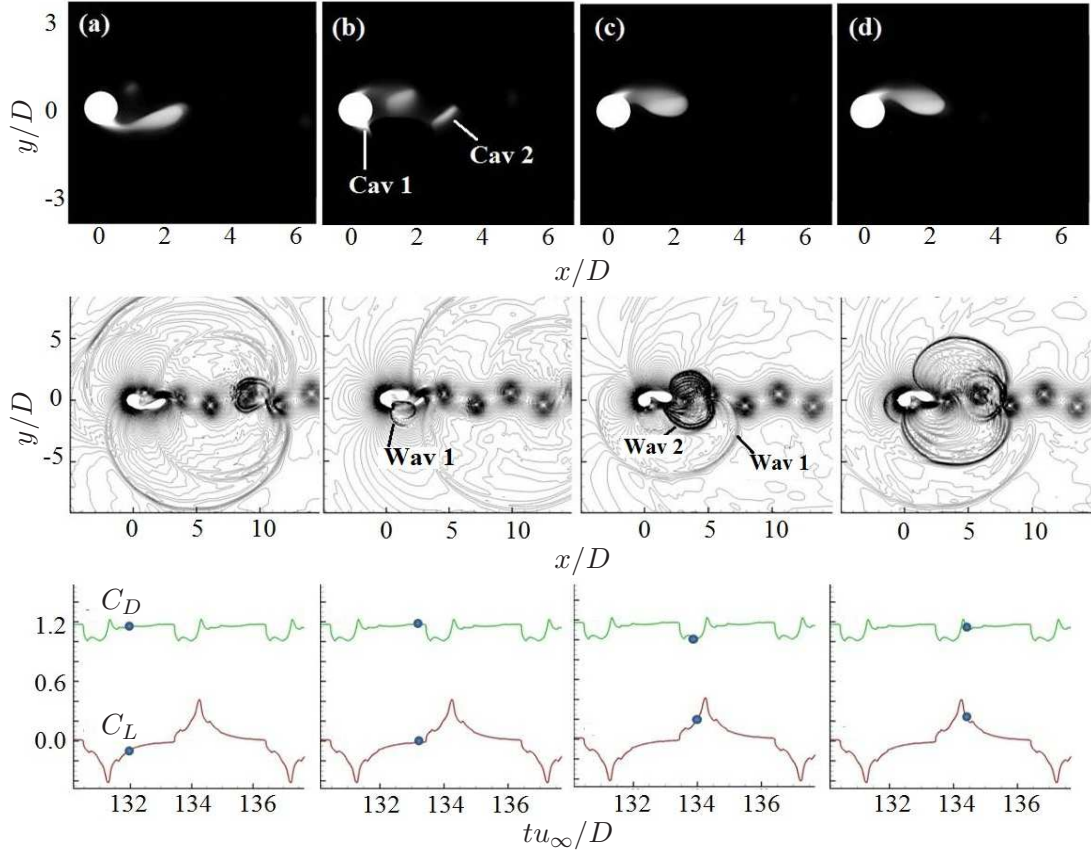 3
(a)
(b)
(c)
(d)
y/D
0
Cav 2
Cav 1
-3
0 2 4 6 0 2 4 6 0 2 4 6 0 2 4 6
x/D
5
y/D
0
Wav 1
Wav 2
Wav 1
-5
0 5 10 0 5 10 0 5 10 0 5 10
x/D
C_D
1.2
0.6
C_L
0.0
132 134 136 132 134 136 132 134 136 132 134 136
tu_∞/D